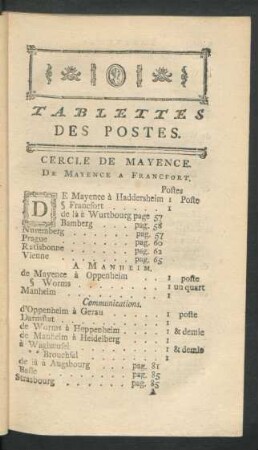 TABLETTES
DES POSTES.
CERCLE DE MAYENCE.
DE MAYENCE A FRANCFORT,
Postes
DE Mayence à Haddersheim 1 Poste
§ Francfort . . . 1
de là à Wurtbourg page 57
Bamberg . . pag. 58
Nuremberg . . . pag. 57
Prague . . . . pag. 60
Ratisbonne . . . pag. 62
Vienne . . . . pag. 65
A MANHEIM.
de Mayence à Oppenheim . 1 poste
§ Worms . . . 1 un quart
Manheim . . . . 1
Communications.
d'Oppenheim à Gerau . . 1 poste
Darmstat . . . . 1
de Worms à Heppenheim . 1 & demie
de Manheim à Heidelberg . 1
à Waglaeusel . . 1 & demie
Brouchsal . . 1
de là à Augsbourg . pag. 81
Basle . . . . pag. 85
Strasbourg . . . pag. 85
A